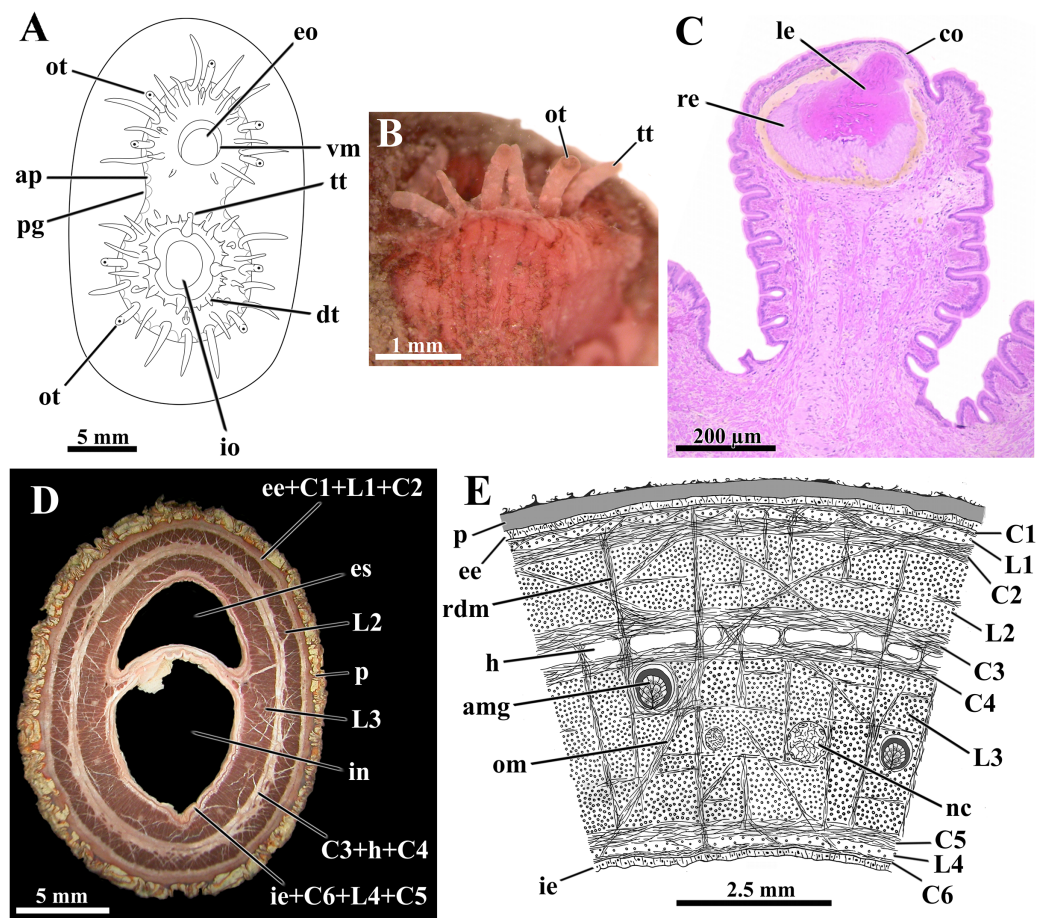 A
eo
ot
vm
ap
tt
pg
dt
ot
io
5 mm
B
ot
tt
1 mm
C
le
co
re
200 µm
D
ee+C1+L1+C2
es
L2
p
L3
in
C3+h+C4
ie+C6+L4+C5
5 mm
E
p
ee
rdm
h
amg
om
ie
C1
L1
C2
L2
C3
C4
L3
nc
C5
L4
C6
2.5 mm